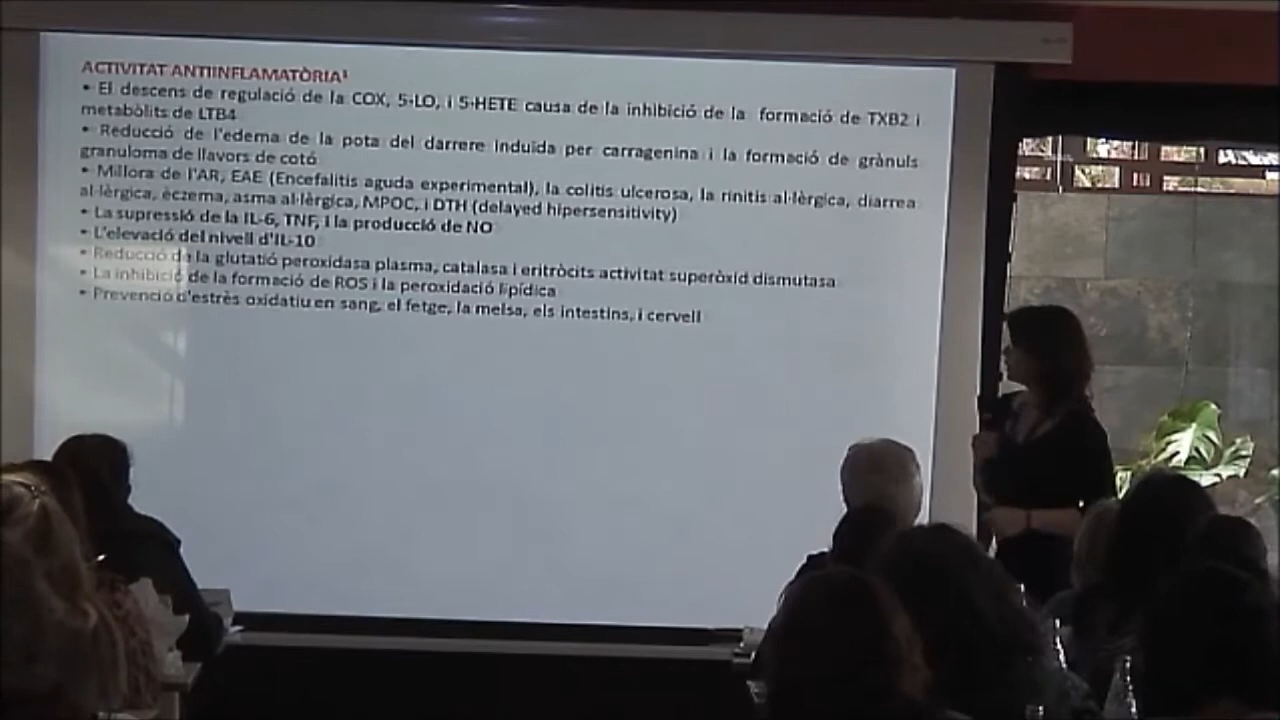 ACTIVITAT ANTIINFLAMATÒRIA¹
• El descens de regulació de la COX, 5-LO, i 5-HETE causa de la inhibició de la formació de TXB2 i
metabòlits de LTB4
• Reducció de l'edema de la pota del darrere induïda per carragenina i la formació de grànuls
granuloma de llavors de cotó
• Millora de l'AR, EAE (Encefalitis aguda experimental), la colitis ulcerosa, la rinitis al·lèrgica, diarrea
al·lèrgica, èczema, asma al·lèrgica, MPOC, i DTH (delayed hipersensitivity)
• La supressió de la IL-6, TNF, i la producció de NO
• L'elevació del nivell d'IL-10
• Reducció de la glutatió peroxidasa plasma, catalasa i eritròcits activitat superòxid dismutasa
• La inhibició de la formació de ROS i la peroxidació lipídica
• Prevenció d'estrès oxidatiu en sang, el fetge, la melsa, els intestins, i cervell